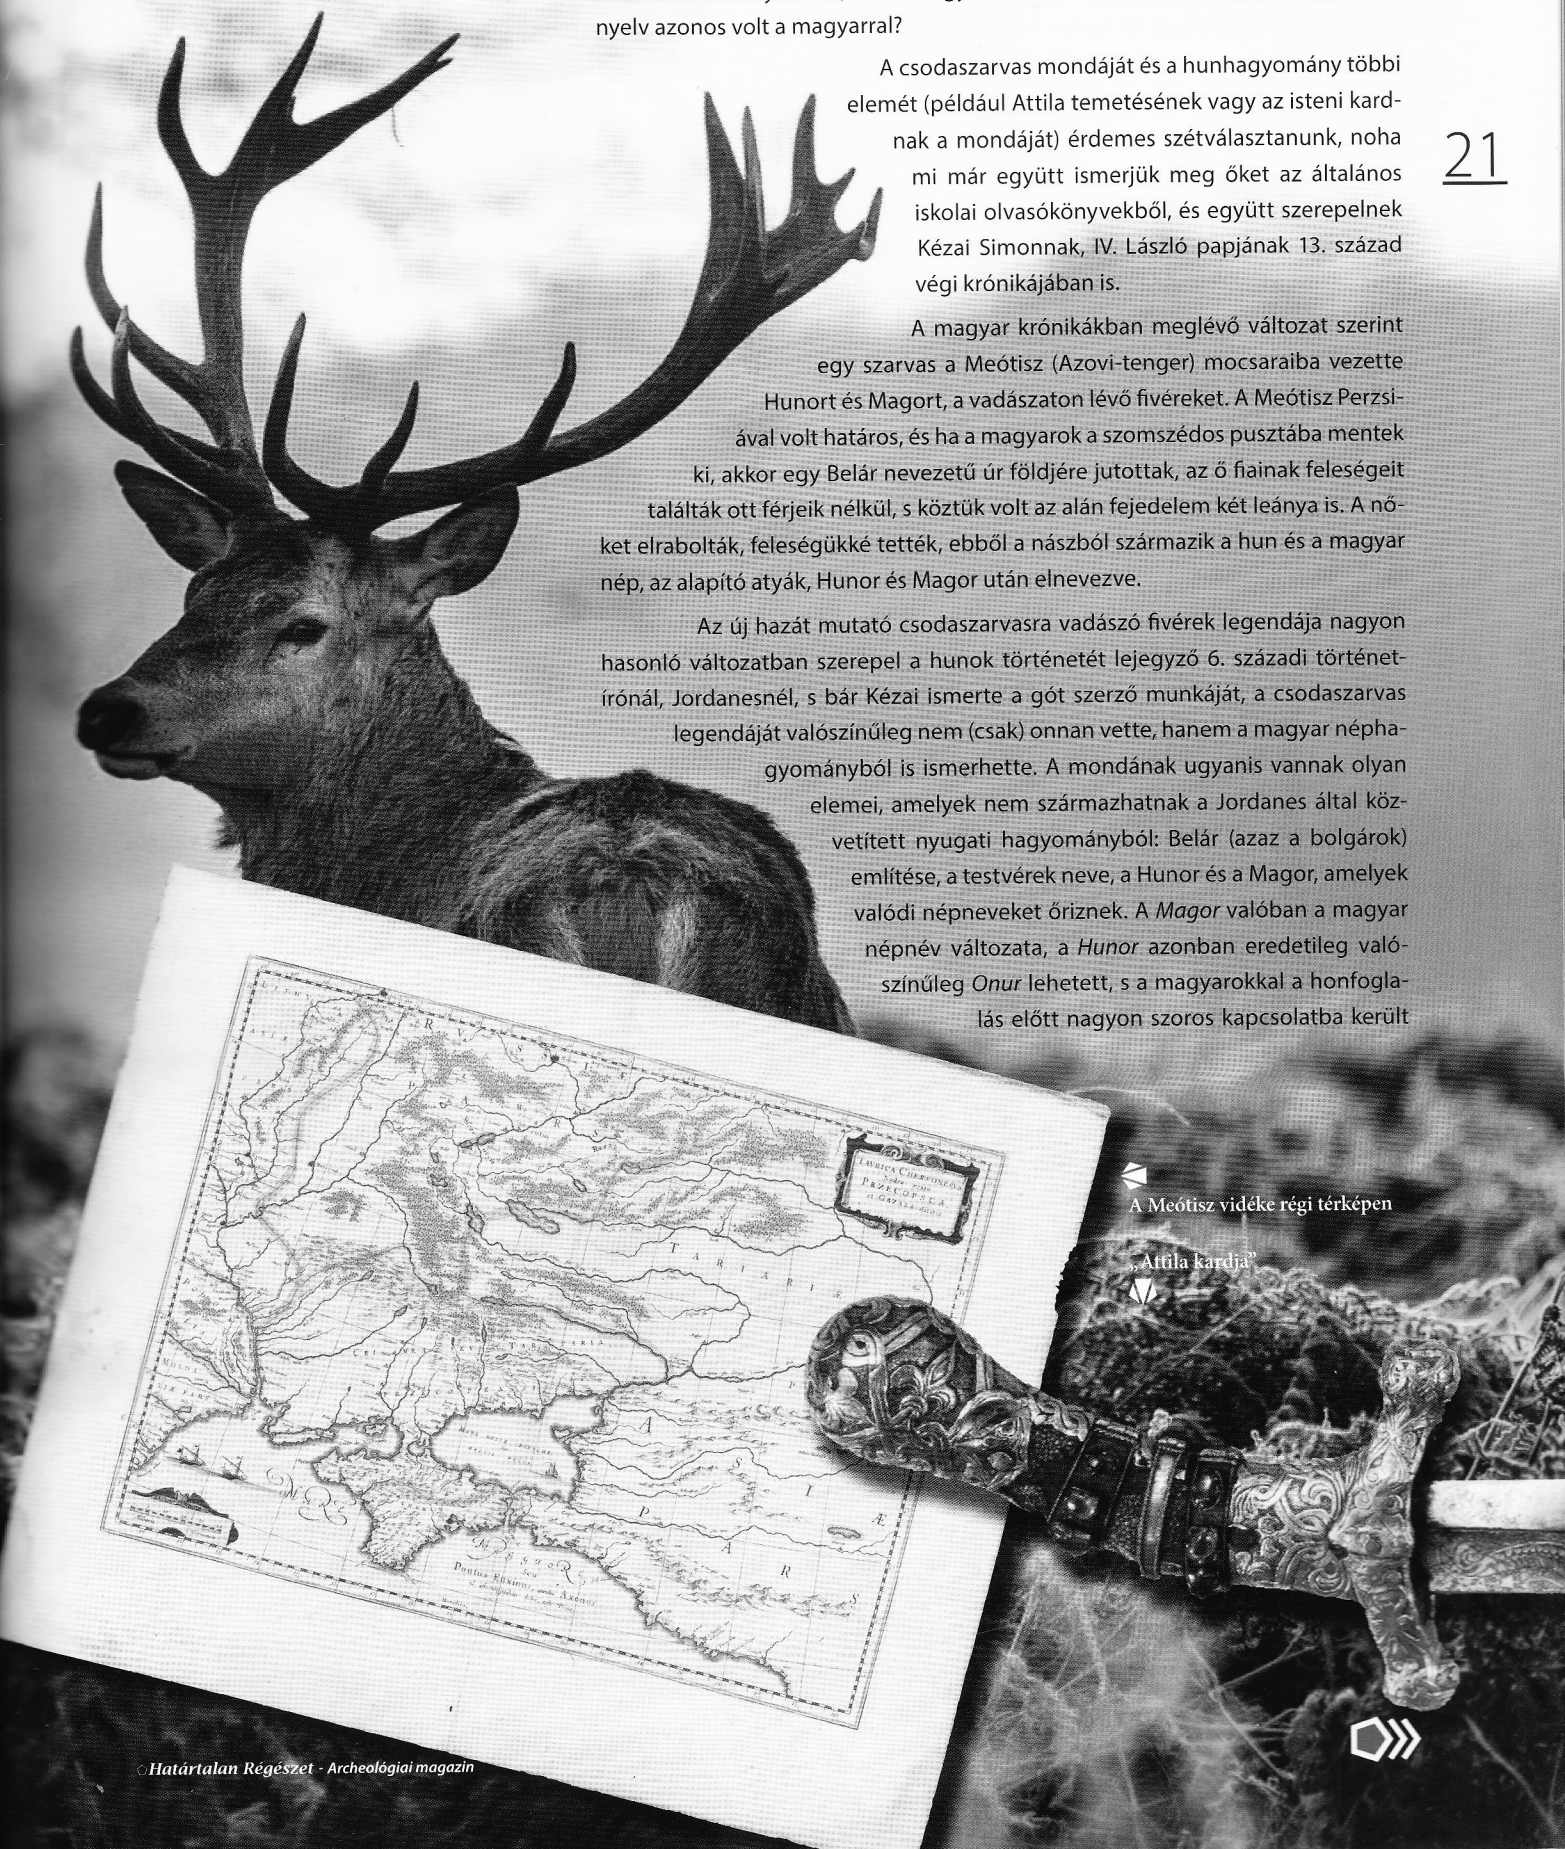 nyelv azonos volt a magyarral?
A csodaszarvas mondáját és a hunhagyomány többi
elemét (például Attila temetésének vagy az isteni kard-
nak a mondáját) érdemes szétválasztanunk, noha
mi már együtt ismerjük meg őket az általános
iskolai olvasókönyvekből, és együtt szerepelnek
Kézai Simonnak, IV. László papjának 13. század
végi krónikájában is.
A magyar krónikákban meglévő változat szerint
egy szarvas a Meótisz (Azovi-tenger) mocsaraiba vezette
Hunort és Magort, a vadászaton lévő fivéreket. A Meótisz Perzsi-
ával volt határos, és ha a magyarok a szomszédos pusztába mentek
ki, akkor egy Belár nevezetű úr földjére jutottak, az ő fiainak feleségeit
találták ott férjeik nélkül, s köztük volt az alán fejedelem két leánya is. A nő-
ket elrabolták, feleségükké tették, ebből a nászból származik a hun és a magyar
nép, az alapító atyák, Hunor és Magor után elnevezve.
Az új hazát mutató csodaszarvasra vadászó fivérek legendája nagyon
hasonló változatban szerepel a hunok történetét lejegyző 6. századi történet-
írónál, Jordanesnél, s bár Kézai ismerte a gót szerző munkáját, a csodaszarvas
legendáját valószínűleg nem (csak) onnan vette, hanem a magyar népha-
gyományból is ismerhette. A mondának ugyanis vannak olyan
elemei, amelyek nem származhatnak a Jordanes által köz-
vetített nyugati hagyományból: Belár (azaz a bolgárok)
említése, a testvérek neve, a Hunor és a Magor, amelyek
valódi népneveket őriznek. A Magor valóban a magyar
népnév változata, a Hunor azonban eredetileg való-
színűleg Onur lehetett, s a magyarokkal a honfogla-
lás előtt nagyon szoros kapcsolatba került
21
TAVRICA CHERSONESVS
PRZECOPSCA
et GAZARA dicitur
TARTARIÆ
Pontus Euxinus
A Meótisz vidéke régi térképen
„Attila kardja”
Határtalan Régészet - Archeológiai magazin